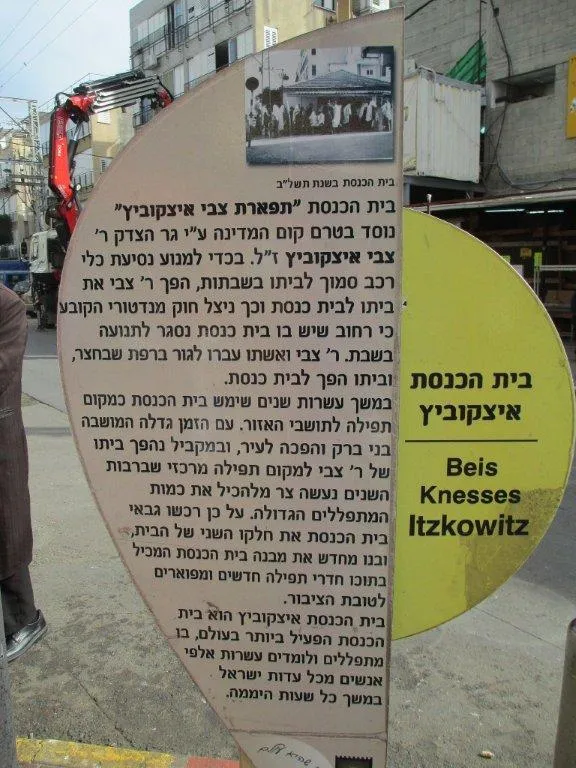 בית הכנסת בשנת תשל"ב
בית הכנסת "תפארת צבי איצקוביץ"
נוסד בטרם קום המדינה ע"י גר הצדק ר'
צבי איצקוביץ ז"ל. בכדי למנוע נסיעת כלי
רכב סמוך לביתו בשבתות, הפך ר' צבי את
ביתו לבית כנסת וכך ניצל חוק מנדטורי הקובע
כי רחוב שיש בו בית כנסת נסגר לתנועה
בשבת. ר' צבי ואשתו עברו לגור ברפת שבחצר,
וביתו הפך לבית כנסת.
במשך עשרות שנים שימש בית הכנסת כמקום
תפילה לתושבי האזור. עם הזמן גדלה המושבה
בני ברק והפכה לעיר, ובמקביל נהפך ביתו
של ר' צבי למקום תפילה מרכזי שברבות
השנים נעשה צר מלהכיל את כמות
המתפללים הגדולה. על כן רכשו גבאי
בית הכנסת את חלקו השני של הבית,
ובנו מחדש את מבנה בית הכנסת המכיל
בתוכו חדרי תפילה חדשים ומפוארים
לטובת הציבור.
בית הכנסת איצקוביץ הוא בית
הכנסת הפעיל ביותר בעולם, בו
מתפללים ולומדים עשרות אלפי
אנשים מכל עדות ישראל
במשך כל שעות היממה.
בית הכנסת
איצקוביץ
Beis
Knesses
Itzkowitz